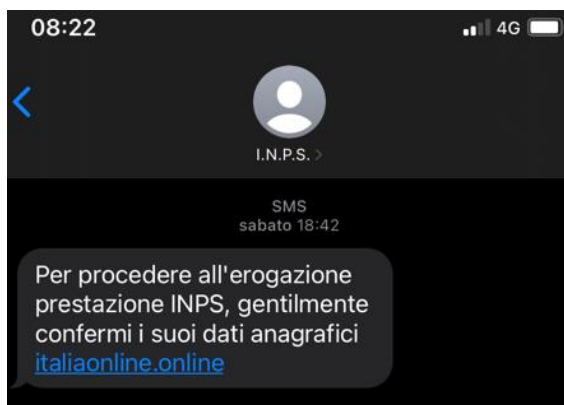 08:22
4G
I.N.P.S. >
SMS
sabato 18:42
Per procedere all'erogazione
prestazione INPS, gentilmente
confermi i suoi dati anagrafici
italiaonline.online